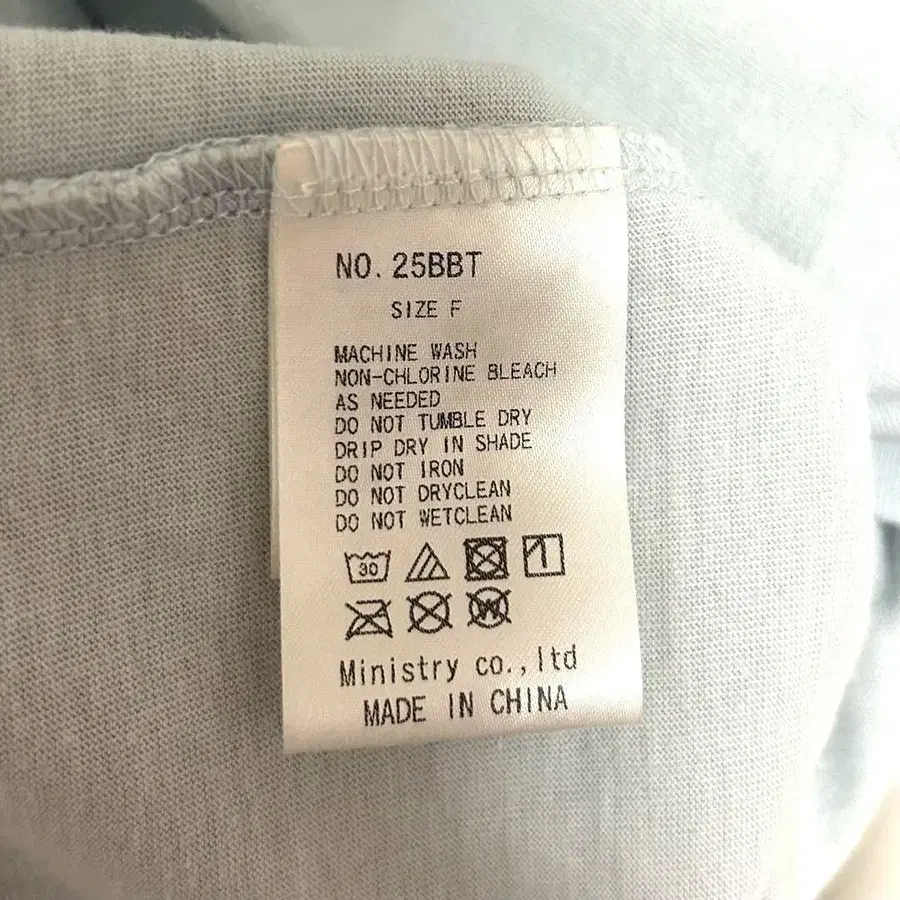 NO. 25BBT
SIZE F
MACHINE WASH
NON-CHLORINE BLEACH
AS NEEDED
DO NOT TUMBLE DRY
DRIP DRY IN SHADE
DO NOT IRON
DO NOT DRYCLEAN
DO NOT WETCLEAN
30
W
Ministry co.,ltd
MADE IN CHINA